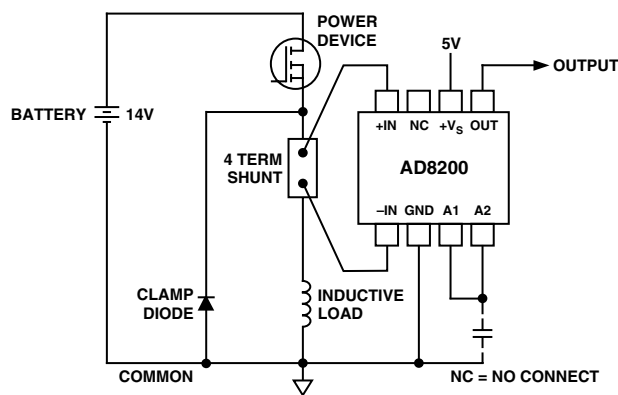 POWER
DEVICE
5V
OUTPUT
BATTERY
14V
+IN
NC
+VS
OUT
4 TERM
SHUNT
AD8200
–IN
GND
A1
A2
CLAMP
DIODE
INDUCTIVE
LOAD
COMMON
NC = NO CONNECT